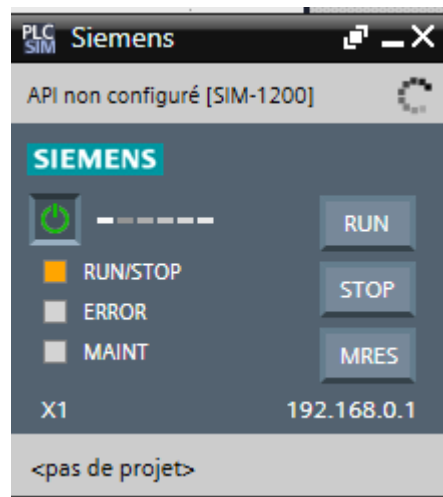 PLC SIM Siemens
API non configuré [SIM-1200]
SIEMENS
RUN
RUN/STOP
STOP
ERROR
MAINT
MRES
X1 192.168.0.1
<pas de projet>